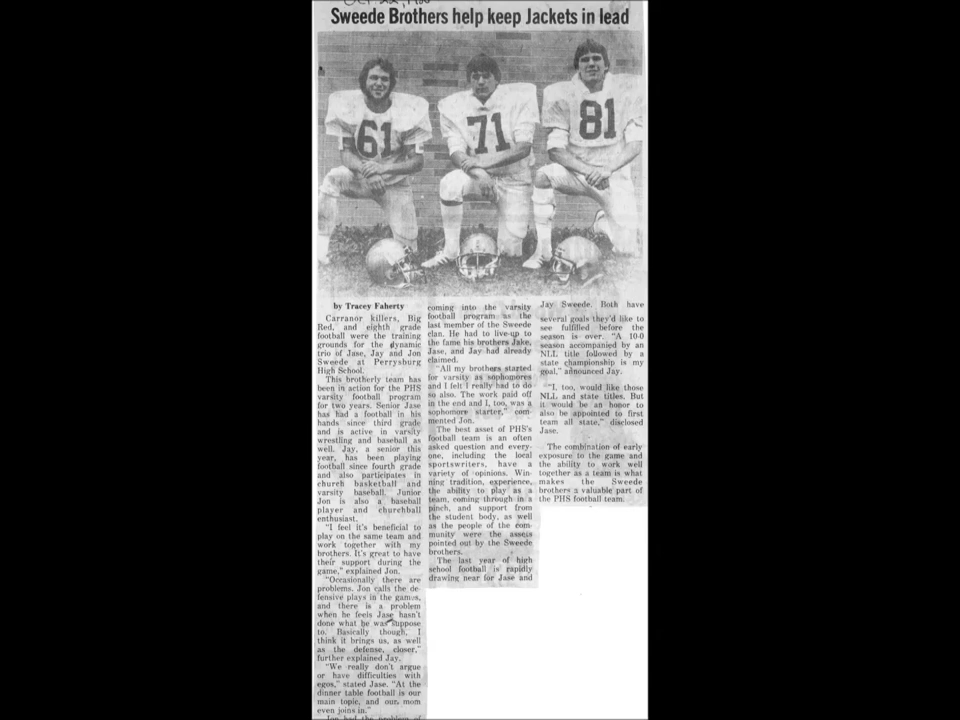 Sweede Brothers help keep Jackets in lead
61
71
81
by Tracey Faherty
Carranor killers, Big
Red, and eighth grade
football were the training
grounds for the dynamic
trio of Jase, Jay and Jon
Sweede at Perrysburg
High School.
This brotherly team has
been in action for the PHS
varsity football program
for two years. Senior Jase
has had a football in his
hands since third grade
and is active in varsity
wrestling and baseball as
well. Jay, a senior this
year, has been playing
football since fourth grade
and also participates in
church basketball and
varsity baseball. Junior
Jon is also a baseball
player and churchball
enthusiast.
"I feel it's beneficial to
play on the same team and
work together with my
brothers. It's great to have
their support during the
game," explained Jon.
"Occasionally there are
problems. Jon calls the de-
fensive plays in the games,
and there is a problem
when he feels Jase hasn't
done what he was suppose
to. Basically though, I
think it brings us, as well
as the defense, closer,"
further explained Jay.
"We really don't argue
or have difficulties with
egos," stated Jase. "At the
dinner table football is our
main topic, and our mom
even joins in."
Jon had the problem of
coming into the varsity
football program as the
last member of the Sweede
clan. He had to live-up to
the fame his brothers Jake,
Jase, and Jay had already
claimed.
"All my brothers started
for varsity as sophomores
and I felt I really had to do
so also. The work paid off
in the end and I, too, was a
sophomore starter," com-
mented Jon.
The best asset of PHS's
football team is an often
asked question and every-
one, including the local
sportswriters, have a
variety of opinions. Win-
ning tradition, experience,
the ability to play as a
team, coming through in a
pinch, and support from
the student body, as well
as the people of the com-
munity were the assets
pointed out by the Sweede
brothers.
The last year of high
school football is rapidly
drawing near for Jase and
Jay Sweede. Both have
several goals they'd like to
see fulfilled before the
season is over. "A 10-0
season accompanied by an
NLL title followed by a
state championship is my
goal," announced Jay.
"I, too, would like those
NLL and state titles. But
it would be an honor to
also be appointed to first
team all state," disclosed
Jase.
The combination of early
exposure to the game and
the ability to work well
together as a team is what
makes the Sweede
brothers a valuable part of
the PHS football team.